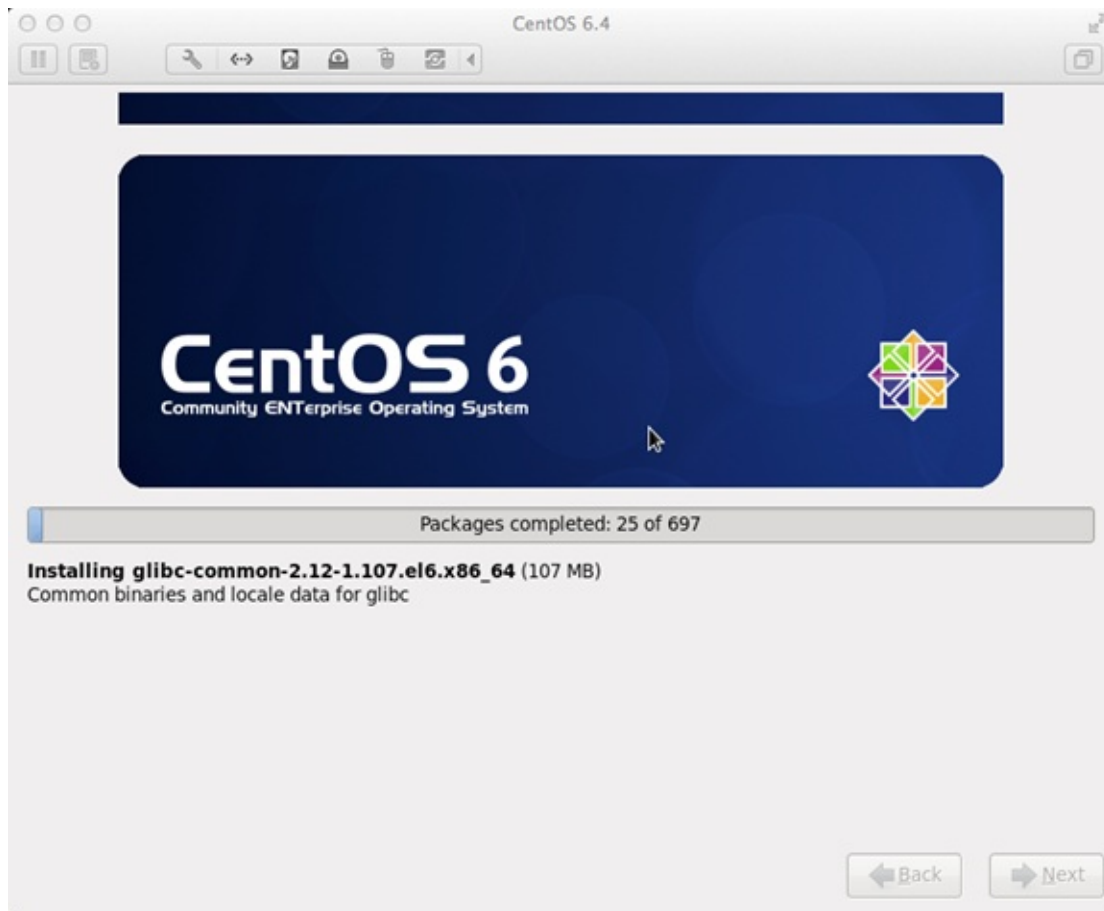 CentOS 6.4
CentOS 6
Community ENTerprise Operating System
Packages completed: 25 of 697
Installing glibc-common-2.12-1.107.el6.x86_64 (107 MB)
Common binaries and locale data for glibc
Back
Next